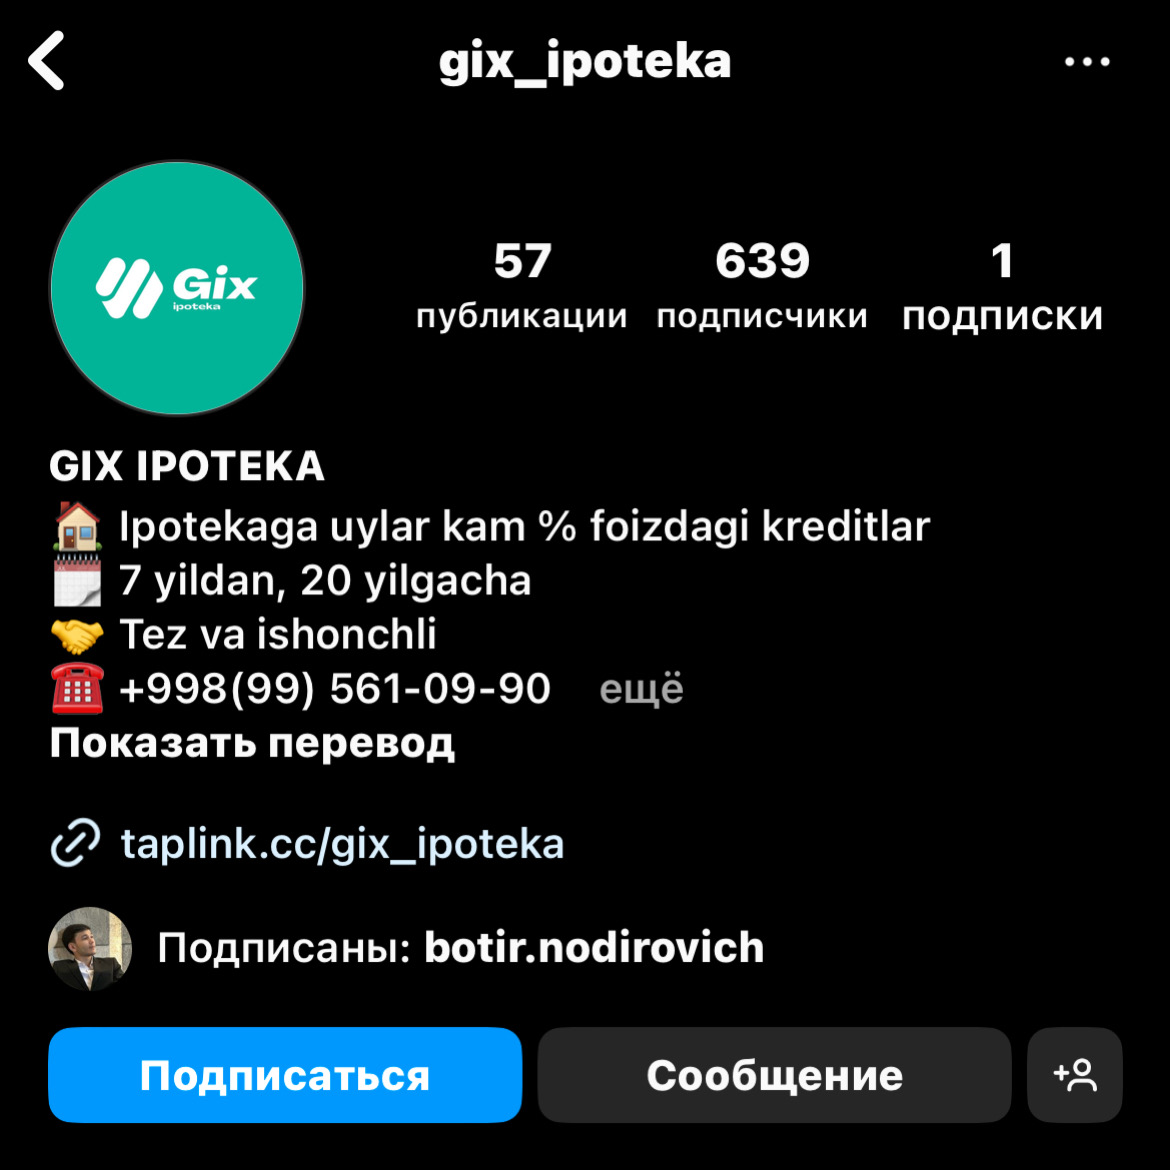 gix_ipoteka
Gix
ipoteka
57 639 1
публикации подписчики подписки
GIX IPOTEKA
🏠 Ipotekaga uylar kam % foizdagi kreditlar
🗓 7 yildan, 20 yilgacha
🤝 Tez va ishonchli
☎️ +998(99) 561-09-90 ещё
Показать перевод
taplink.cc/gix_ipoteka
Подписаны: botir.nodirovich
Подписаться Сообщение